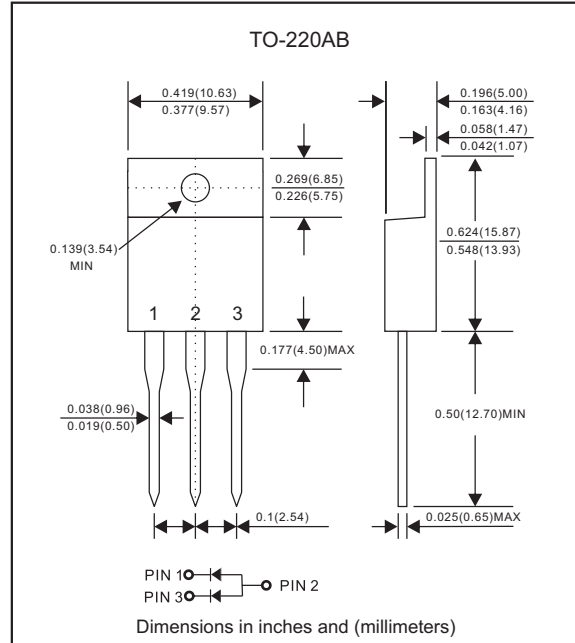 TO-220AB
0.419(10.63)
0.377(9.57)
0.196(5.00)
0.163(4.16)
0.058(1.47)
0.042(1.07)
0.269(6.85)
0.226(5.75)
0.624(15.87)
0.548(13.93)
0.139(3.54)
MIN
1 2 3
0.177(4.50)MAX
0.038(0.96)
0.019(0.50)
0.50(12.70)MIN
0.1(2.54)
0.025(0.65)MAX
PIN 1
PIN 2
PIN 3
Dimensions in inches and (millimeters)